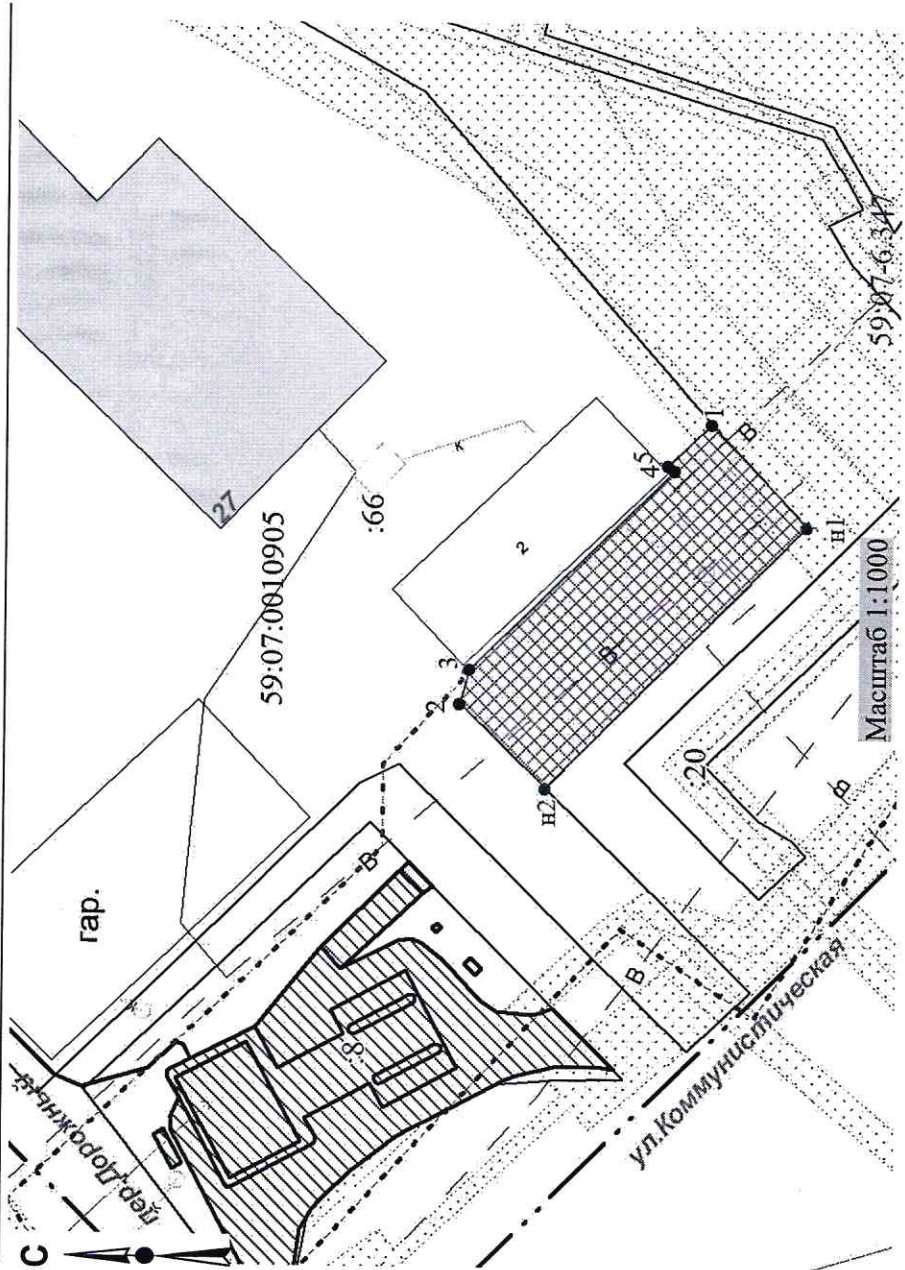 С
пер.Дорожный
гар.
27
59:07:0010905
:66
к
2
2
3
45
1
н1
н2
В
В
В
В
В
:8
:20
ул.Коммунистическая
59:07-6.347
Масштаб 1:1000